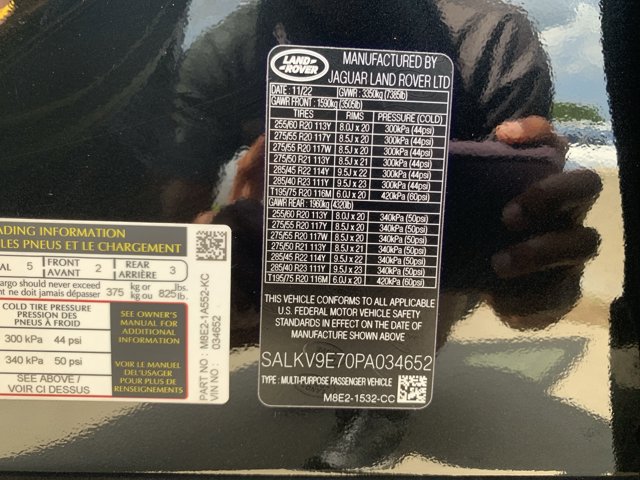 LAND ROVER
MANUFACTURED BY
JAGUAR LAND ROVER LTD
DATE : 11/22 GVWR : 3350kg (7385lb)
GAWR FRONT : 1590kg (3505lb)
TIRES RIMS PRESSURE (COLD)
255/60 R20 113Y 8.0J x 20 300kPa (44psi)
275/55 R20 117Y 8.5J x 20 300kPa (44psi)
275/55 R20 117W 8.5J x 20 300kPa (44psi)
275/50 R21 113Y 8.5J x 21 300kPa (44psi)
285/45 R22 114Y 9.5J x 22 300kPa (44psi)
285/40 R23 111Y 9.5J x 23 300kPa (44psi)
T195/75 R20 116M 6.0J x 20 420kPa (60psi)
GAWR REAR : 1960kg (4320lb)
255/60 R20 113Y 8.0J x 20 340kPa (50psi)
275/55 R20 117Y 8.5J x 20 340kPa (50psi)
275/55 R20 117W 8.5J x 20 340kPa (50psi)
275/50 R21 113Y 8.5J x 21 340kPa (50psi)
285/45 R22 114Y 9.5J x 22 340kPa (50psi)
285/40 R23 111Y 9.5J x 23 340kPa (50psi)
T195/75 R20 116M 6.0J x 20 420kPa (60psi)
THIS VEHICLE CONFORMS TO ALL APPLICABLE
U.S. FEDERAL MOTOR VEHICLE SAFETY
STANDARDS IN EFFECT ON THE DATE OF
MANUFACTURE SHOWN ABOVE
SALKV9E70PA034652
TYPE : MULTI-PURPOSE PASSENGER VEHICLE
M8E2-1532-CC
ADING INFORMATION
LES PNEUS ET LE CHARGEMENT
AL 5 FRONT AVANT 2 REAR ARRIÈRE 3
argo should never exceed 375 kg or 825 lbs.
nt ne doit jamais dépasser kg ou lb.
COLD TIRE PRESSURE
PRESSION DES
PNEUS À FROID
300 kPa 44 psi
340 kPa 50 psi
SEE ABOVE /
VOIR CI DESSUS
SEE OWNER'S
MANUAL FOR
ADDITIONAL
INFORMATION
VOIR LE MANUEL
DEL'USAGER
POUR PLUS DE
RENSEIGNEMENTS
PART NO : M8E2-1A552-KC
VIN NO : 034652